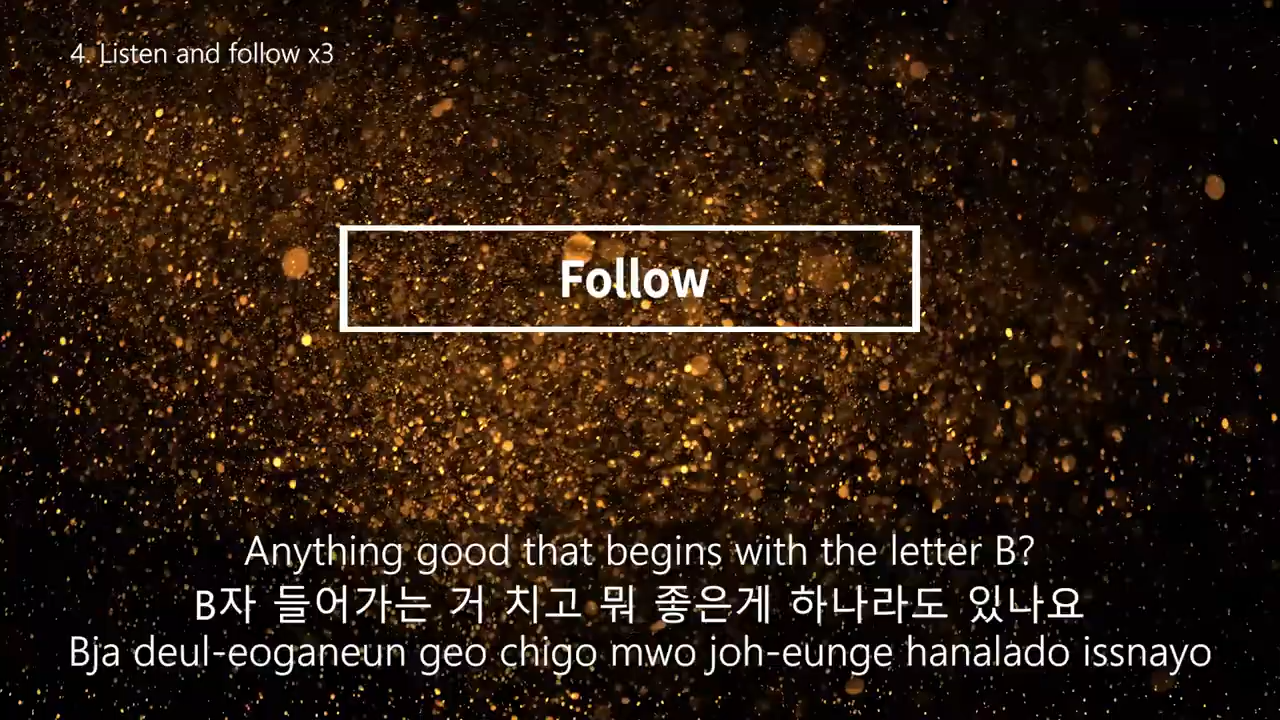 4. Listen and follow x3
Follow
Anything good that begins with the letter B?
B자 들어가는 거 치고 뭐 좋은게 하나라도 있나요
Bja deul-eoganeun geo chigo mwo joh-eunge hanalado issnayo